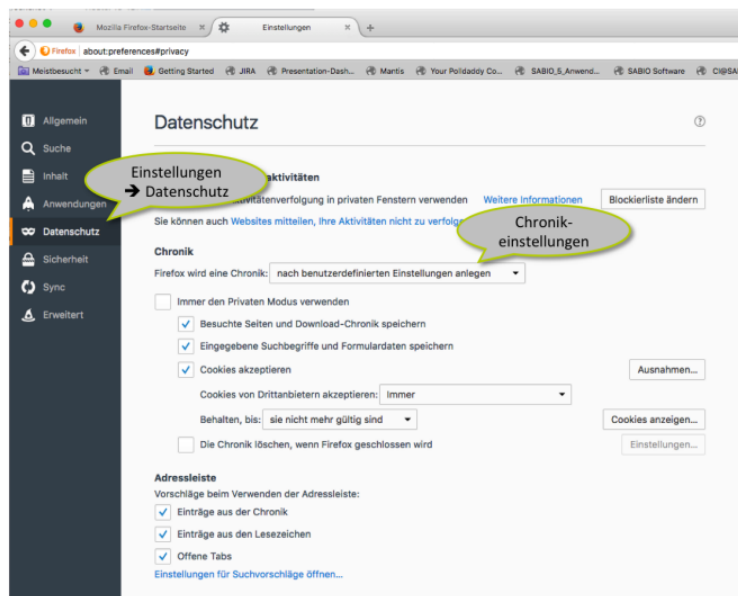 Mozilla Firefox-Startseite × Einstellungen × +
Firefox about:preferences#privacy
Meistbesucht Email Getting Started JIRA Presentation-Dash... Mantis Your Polldaddy Co... SABIO_5_Anwend... SABIO Software CI@SA
Allgemein
Suche
Inhalt
Anwendungen
Datenschutz
Sicherheit
Sync
Erweitert
Datenschutz
?
Einstellungen
→ Datenschutz
aktivitäten
vitätenverfolgung in privaten Fenstern verwenden Weitere Informationen Blockierliste ändern
Sie können auch Websites mitteilen, Ihre Aktivitäten nicht zu verfolge
Chronik-
einstellungen
Chronik
Firefox wird eine Chronik: nach benutzerdefinierten Einstellungen anlegen
Immer den Privaten Modus verwenden
Besuchte Seiten und Download-Chronik speichern
Eingegebene Suchbegriffe und Formulardaten speichern
Cookies akzeptieren Ausnahmen...
Cookies von Drittanbietern akzeptieren: Immer
Behalten, bis: sie nicht mehr gültig sind Cookies anzeigen...
Die Chronik löschen, wenn Firefox geschlossen wird Einstellungen...
Adressleiste
Vorschläge beim Verwenden der Adressleiste:
Einträge aus der Chronik
Einträge aus den Lesezeichen
Offene Tabs
Einstellungen für Suchvorschläge öffnen...